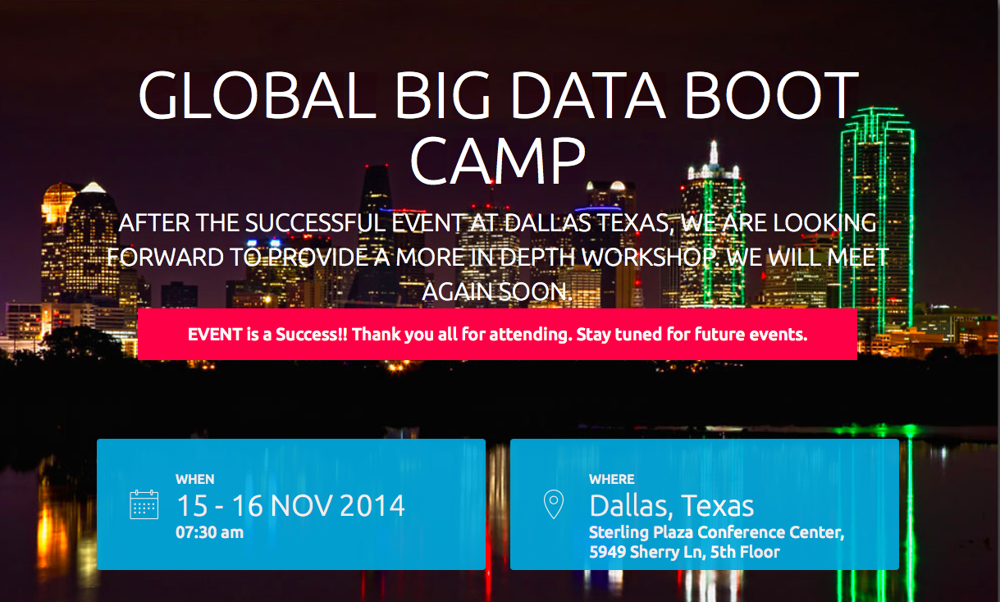 GLOBAL BIG DATA BOOT
CAMP
AFTER THE SUCCESSFUL EVENT AT DALLAS TEXAS, WE ARE LOOKING
FORWARD TO PROVIDE A MORE IN DEPTH WORKSHOP. WE WILL MEET
AGAIN SOON.
EVENT is a Success!! Thank you all for attending. Stay tuned for future events.
WHEN
15 - 16 NOV 2014
07:30 am
WHERE
Dallas, Texas
Sterling Plaza Conference Center,
5949 Sherry Ln, 5th Floor